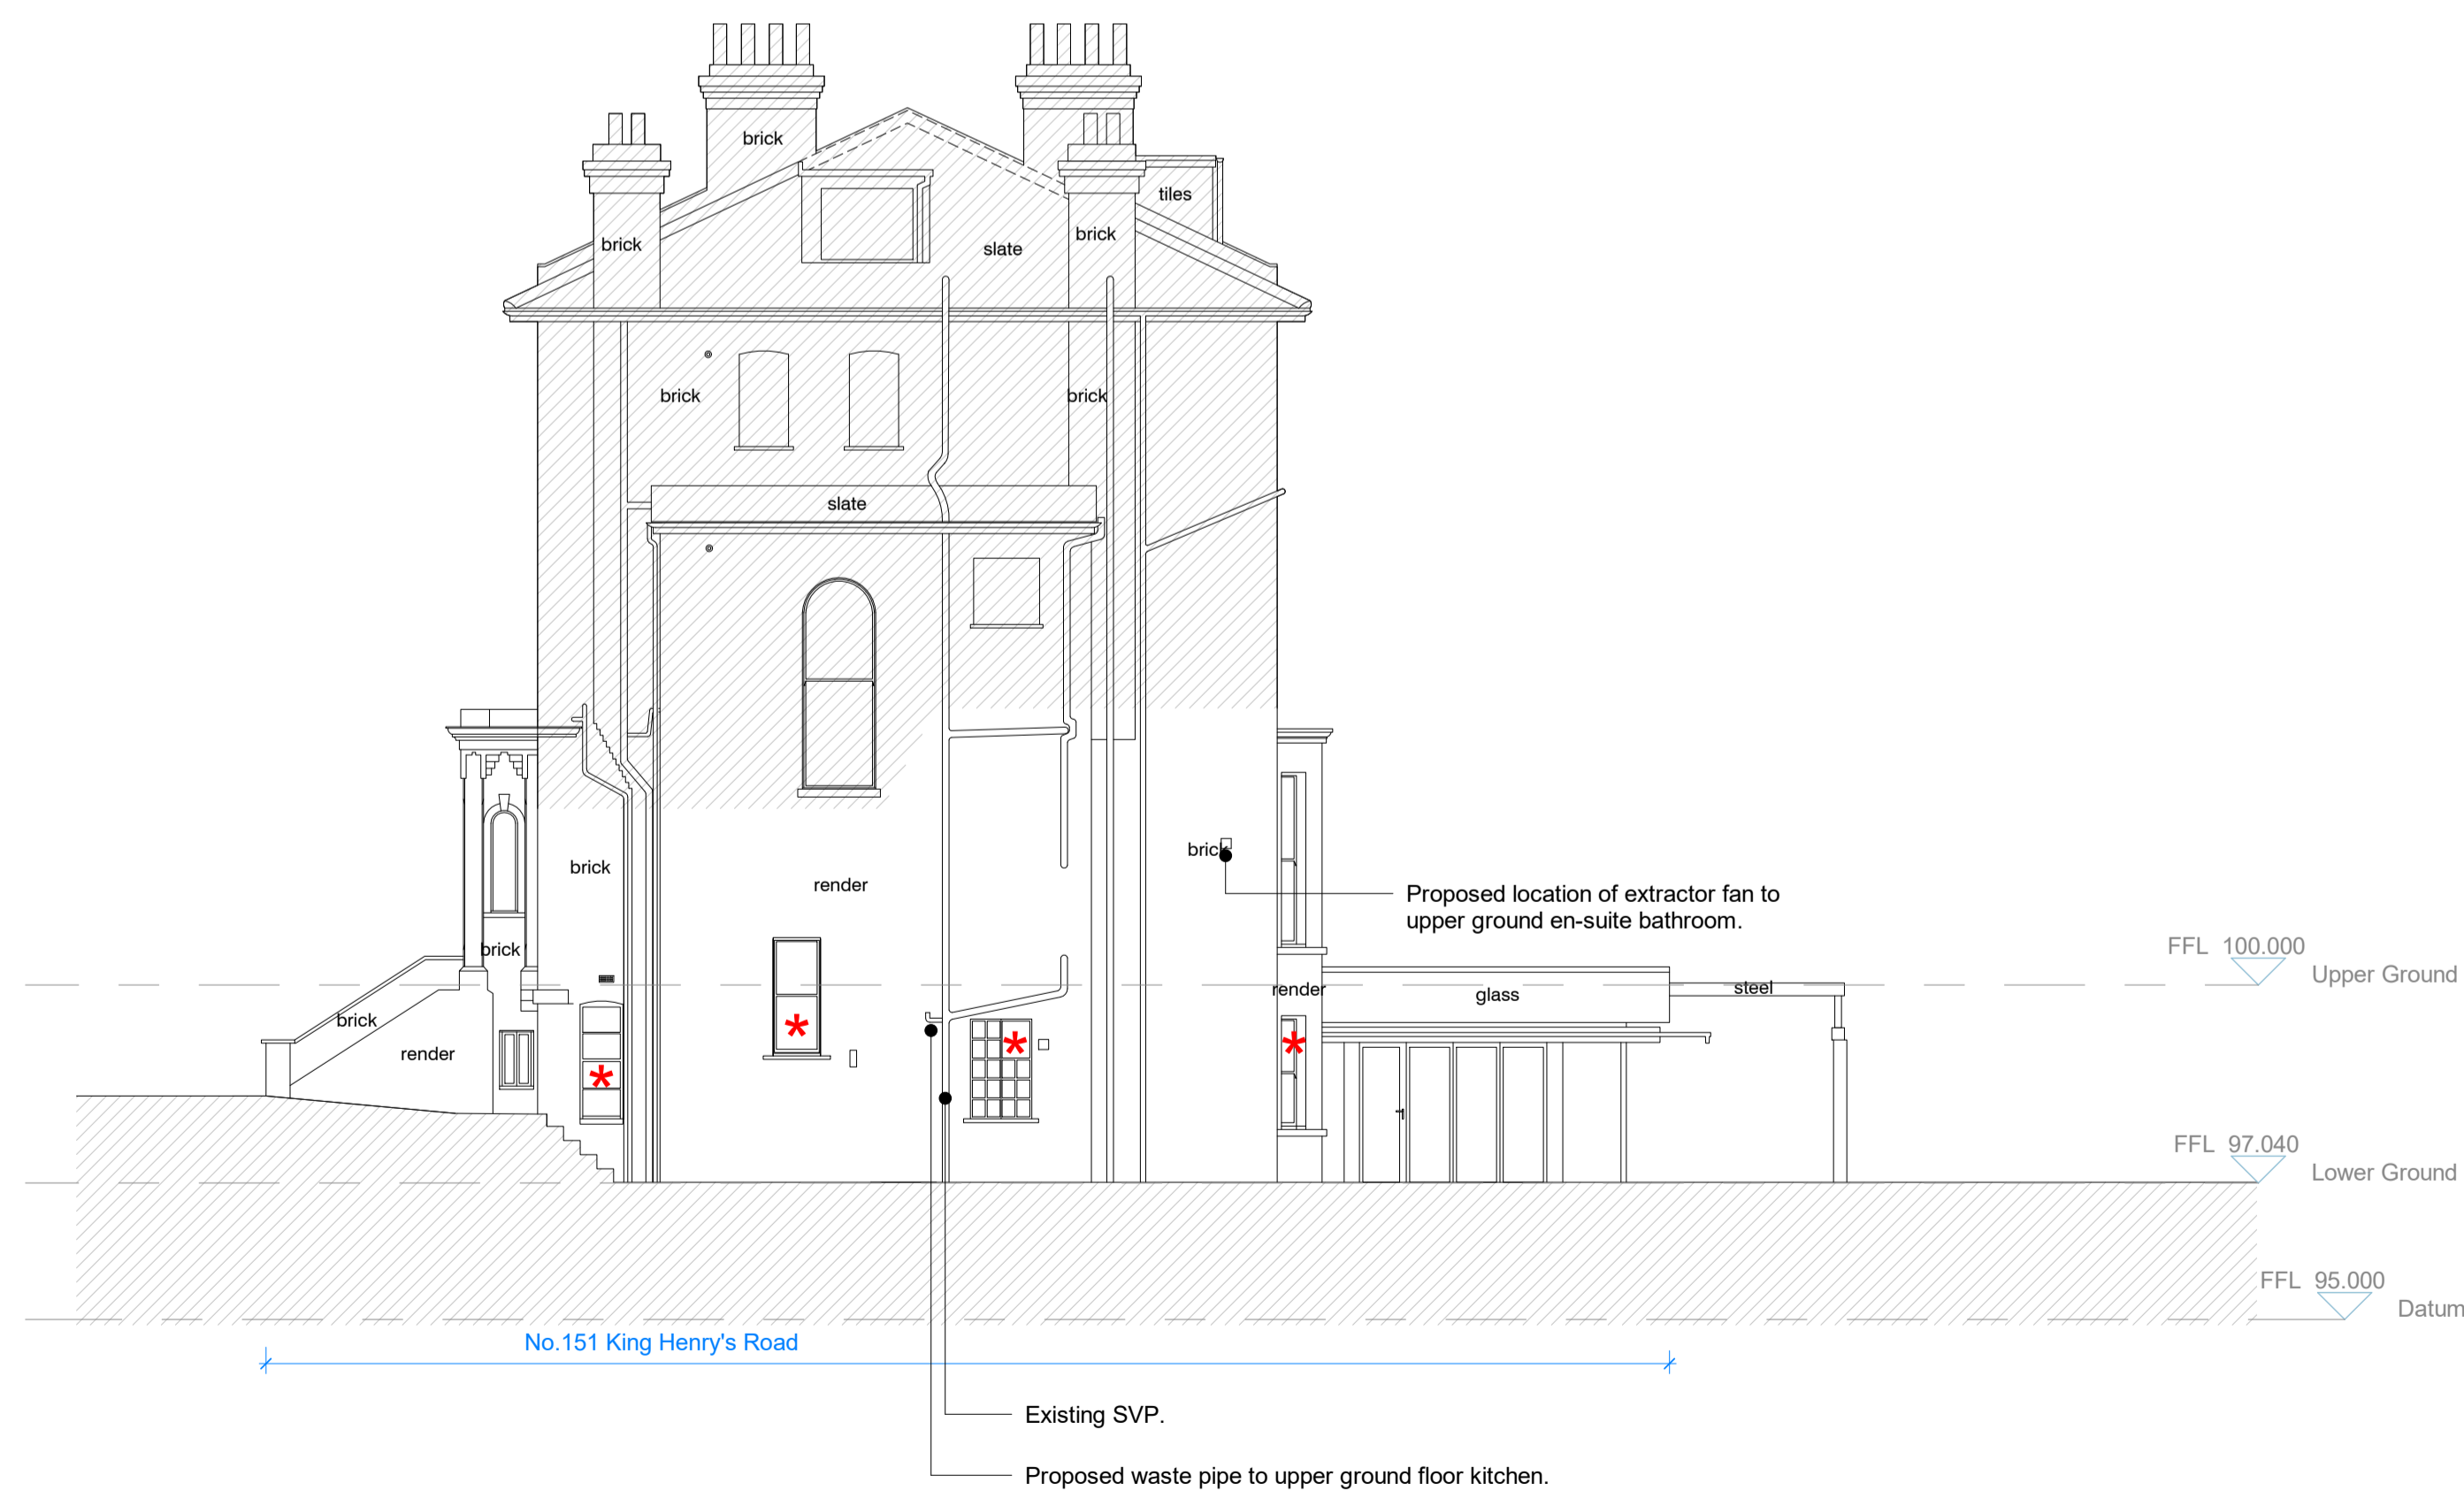 brick
tiles
brick
brick
slate
brick
brick
slate
brick
brick
render
Proposed location of extractor fan to
upper ground en-suite bathroom.
brick
FFL 100.000
Upper Ground
render
glass
steel
brick
render
*
*
*
*
FFL 97.040
Lower Ground
FFL 95.000
Datum
No.151 King Henry's Road
Existing SVP.
Proposed waste pipe to upper ground floor kitchen.